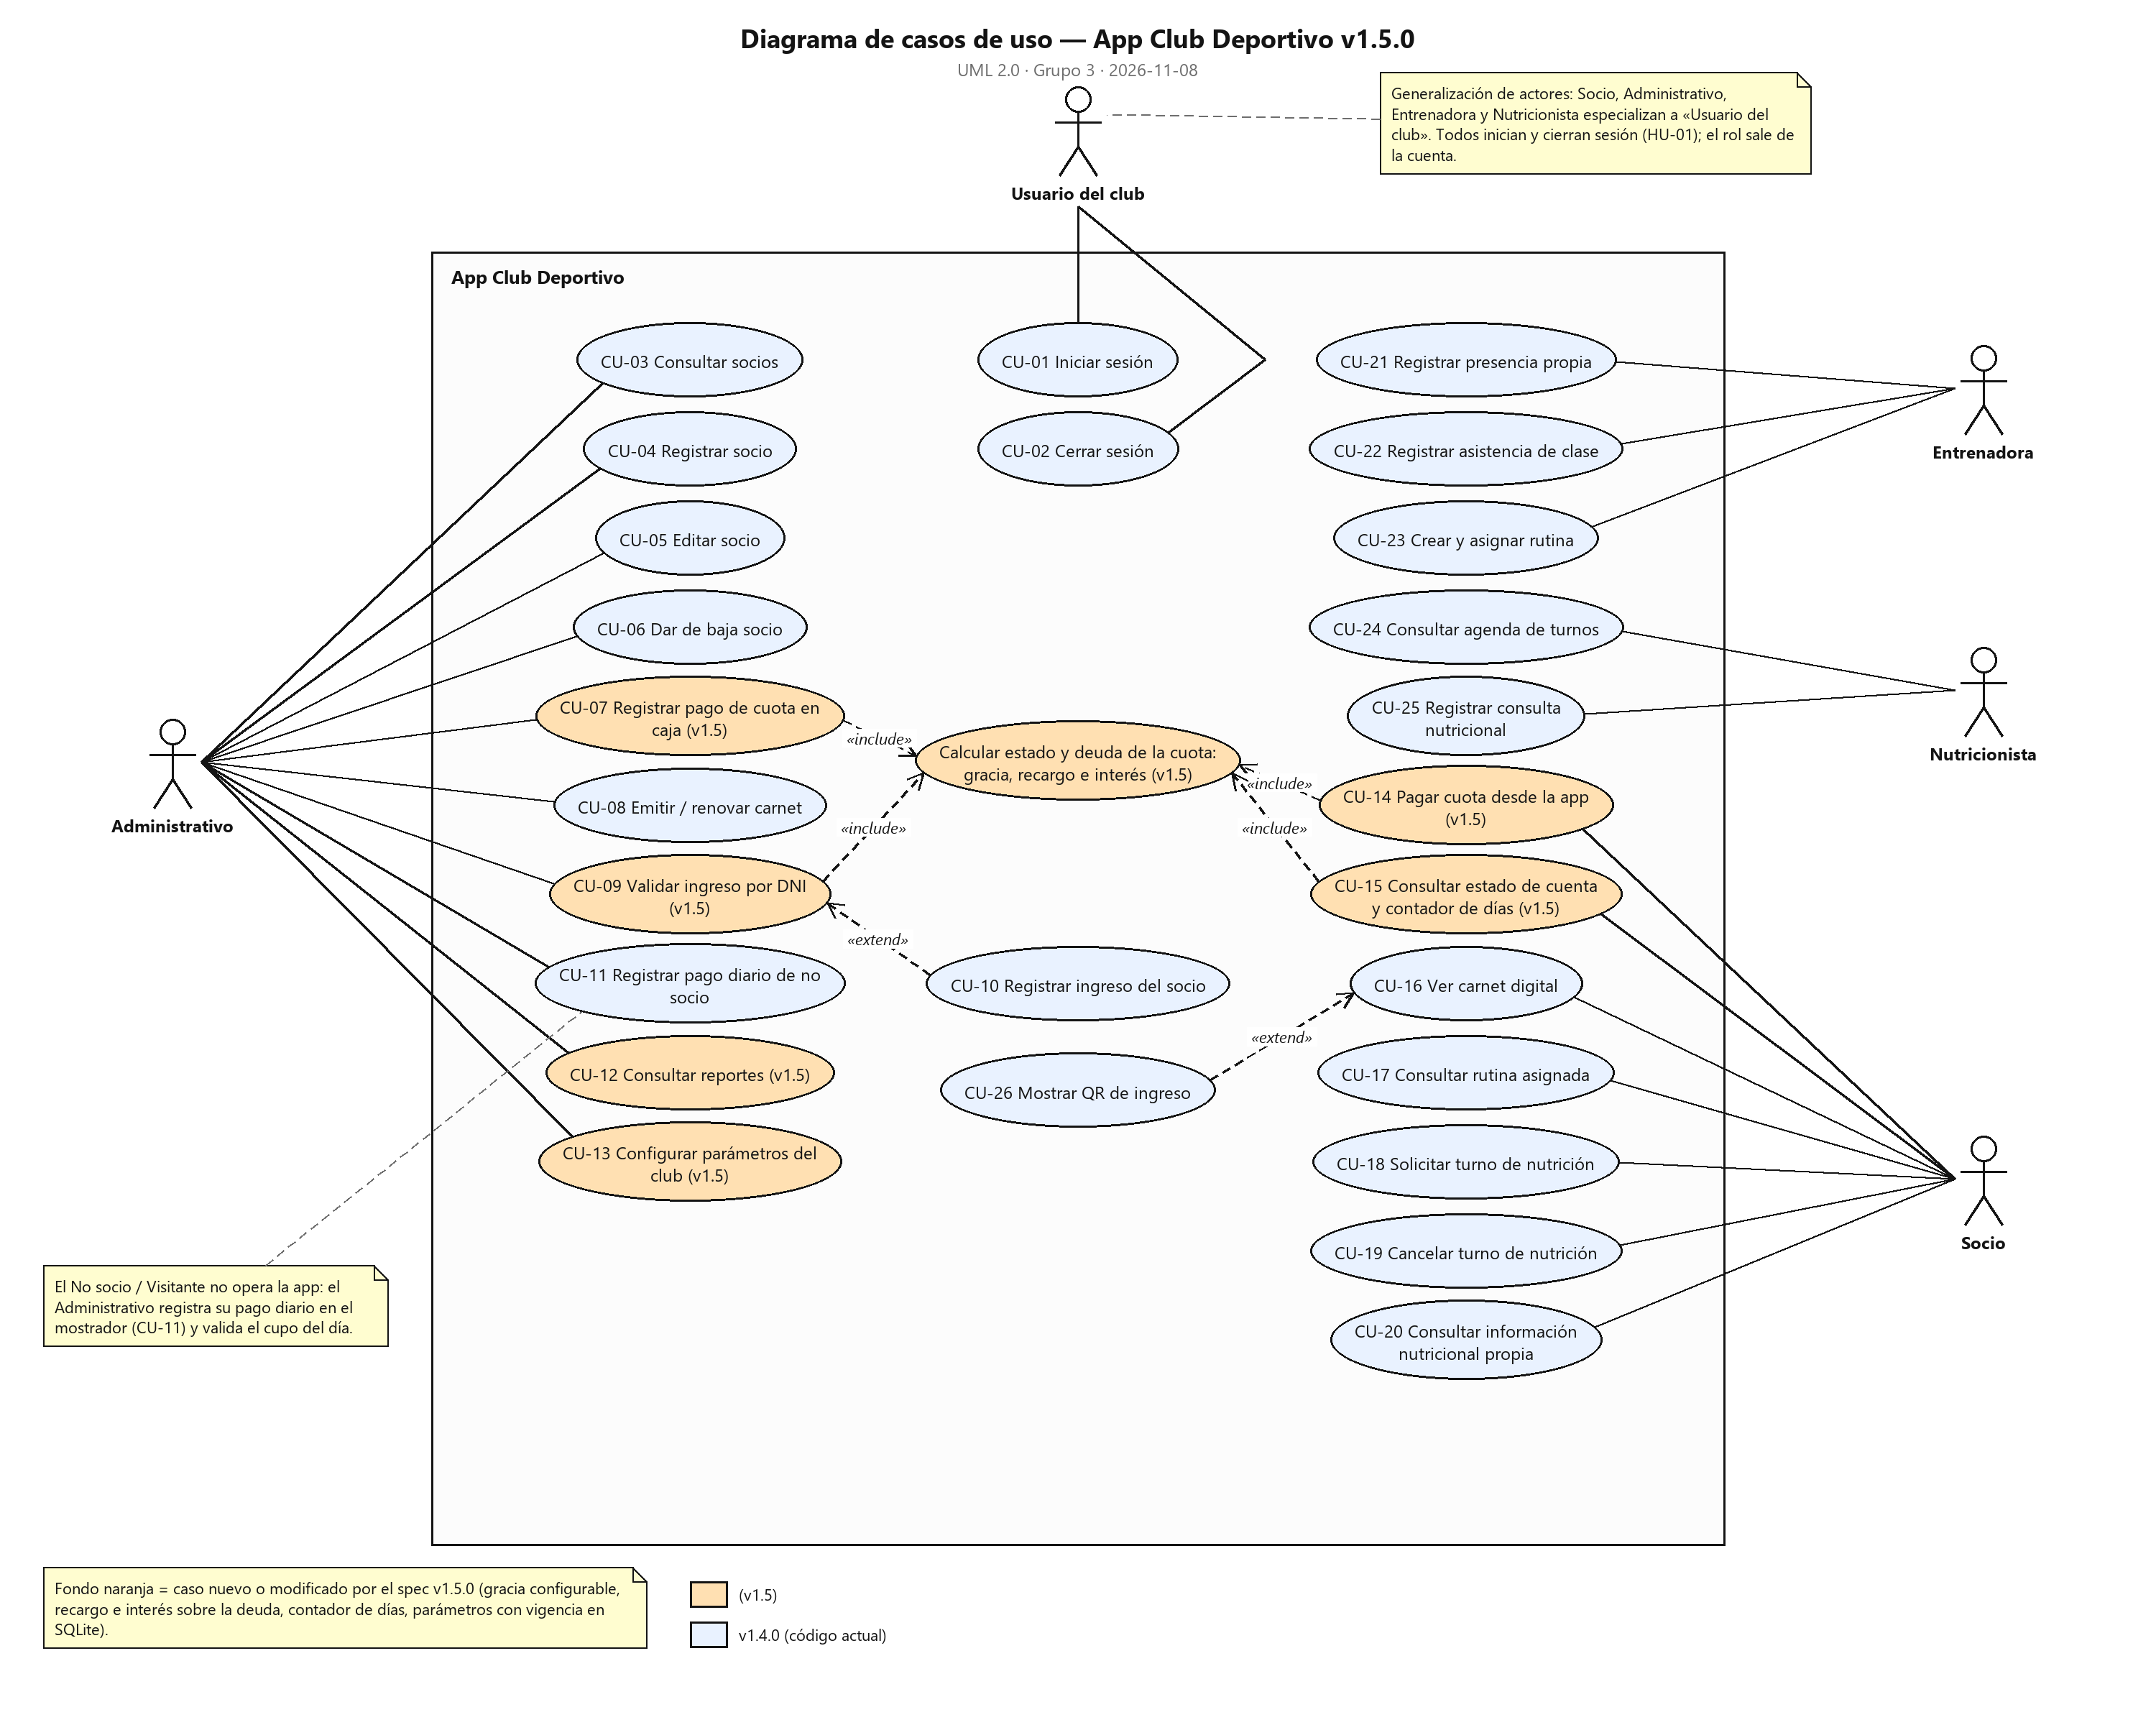 Diagrama de casos de uso — App Club Deportivo v1.5.0
UML 2.0 · Grupo 3 · 2026-11-08
Generalización de actores: Socio, Administrativo,
Entrenadora y Nutricionista especializan a «Usuario del
club». Todos inician y cierran sesión (HU-01); el rol sale de
la cuenta.
Usuario del club
App Club Deportivo
CU-03 Consultar socios
CU-04 Registrar socio
CU-05 Editar socio
CU-06 Dar de baja socio
CU-07 Registrar pago de cuota en
caja (v1.5)
CU-08 Emitir / renovar carnet
CU-09 Validar ingreso por DNI
(v1.5)
CU-11 Registrar pago diario de no
socio
CU-12 Consultar reportes (v1.5)
CU-13 Configurar parámetros del
club (v1.5)
Administrativo
CU-01 Iniciar sesión
CU-02 Cerrar sesión
«include»
Calcular estado y deuda de la cuota:
gracia, recargo e interés (v1.5)
«include»
«include»
«include»
«extend»
CU-10 Registrar ingreso del socio
«extend»
CU-26 Mostrar QR de ingreso
CU-21 Registrar presencia propia
CU-22 Registrar asistencia de clase
CU-23 Crear y asignar rutina
CU-24 Consultar agenda de turnos
CU-25 Registrar consulta
nutricional
CU-14 Pagar cuota desde la app
(v1.5)
CU-15 Consultar estado de cuenta
y contador de días (v1.5)
CU-16 Ver carnet digital
CU-17 Consultar rutina asignada
CU-18 Solicitar turno de nutrición
CU-19 Cancelar turno de nutrición
CU-20 Consultar información
nutricional propia
Entrenadora
Nutricionista
Socio
El No socio / Visitante no opera la app: el
Administrativo registra su pago diario en el
mostrador (CU-11) y valida el cupo del día.
Fondo naranja = caso nuevo o modificado por el spec v1.5.0 (gracia configurable,
recargo e interés sobre la deuda, contador de días, parámetros con vigencia en
SQLite).
(v1.5)
v1.4.0 (código actual)